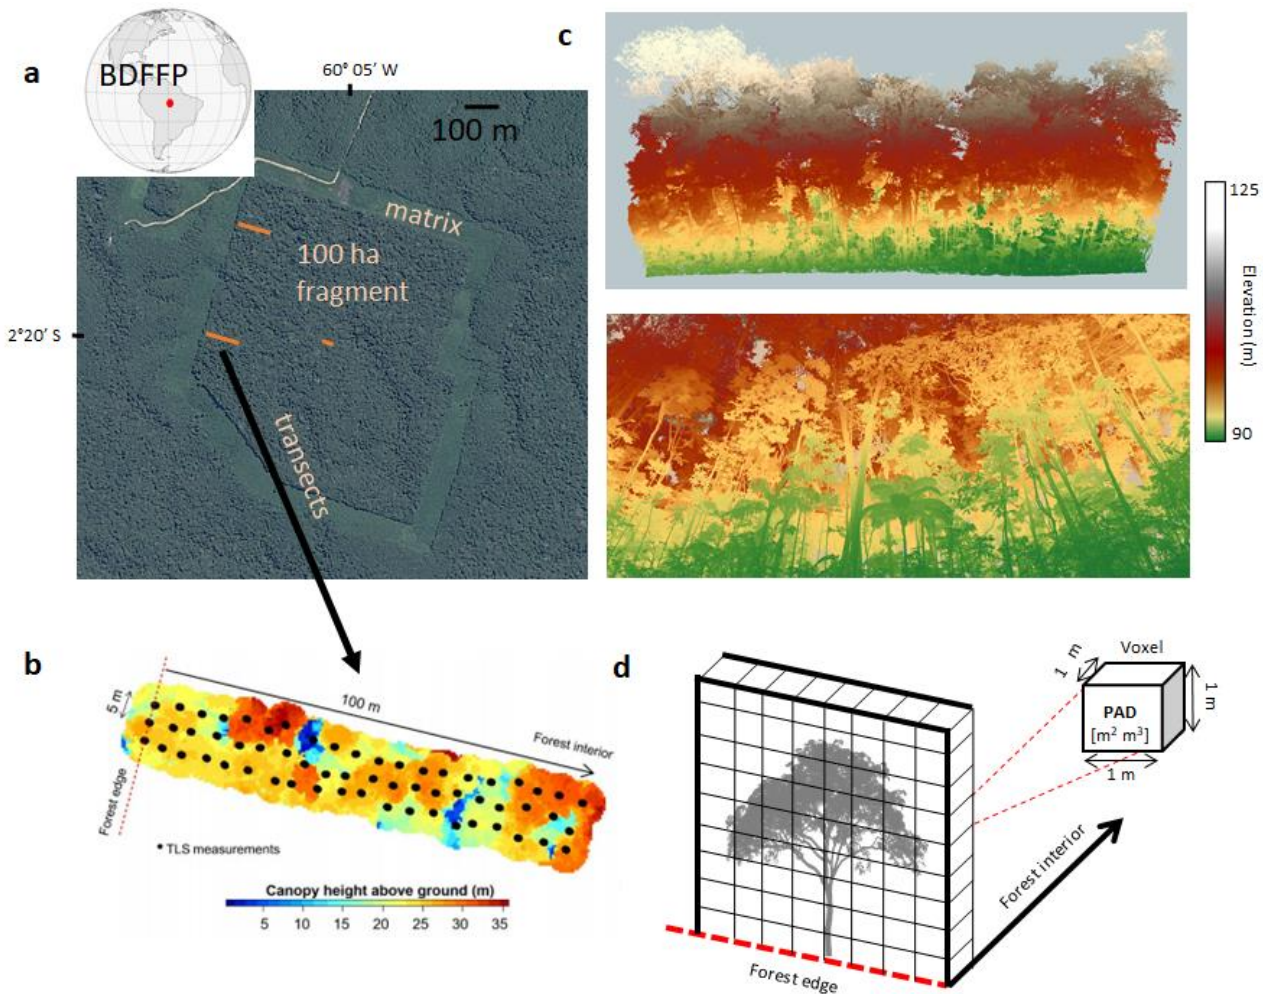 a
BDFFP
60° 05′ W
100 m
matrix
100 ha
fragment
2°20′ S
transects
c
125
Elevation (m)
90
b
5 m
100 m
Forest interior
Forest edge
• TLS measurements
Canopy height above ground (m)
5 10 15 20 25 30 35
d
Voxel
1 m
1 m
PAD
[m² m³]
1 m
Forest interior
Forest edge